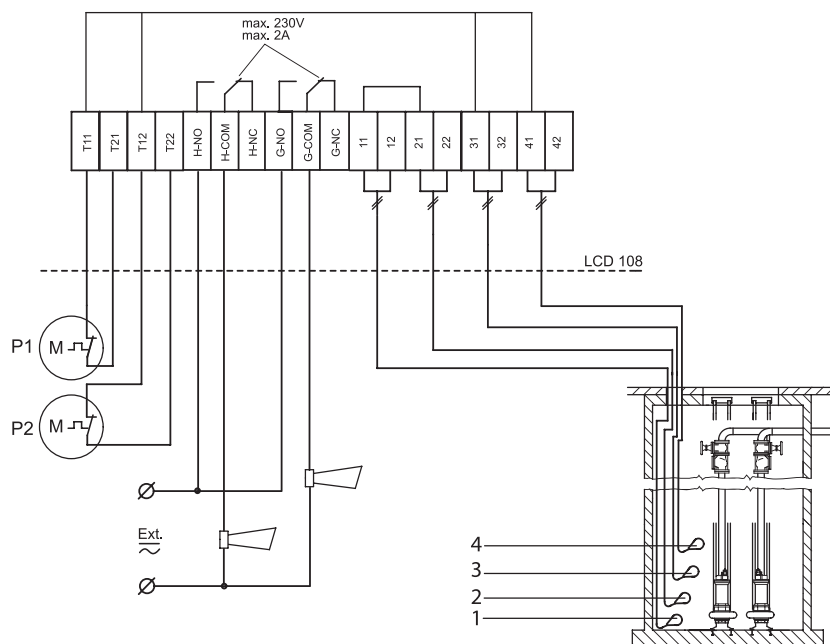 max. 230V
max. 2A
T11
T21
T12
T22
H-NO
H-COM
H-NC
G-NO
G-COM
G-NC
11
12
21
22
31
32
41
42
LCD 108
P1
M
P2
M
Ext.
4
3
2
1